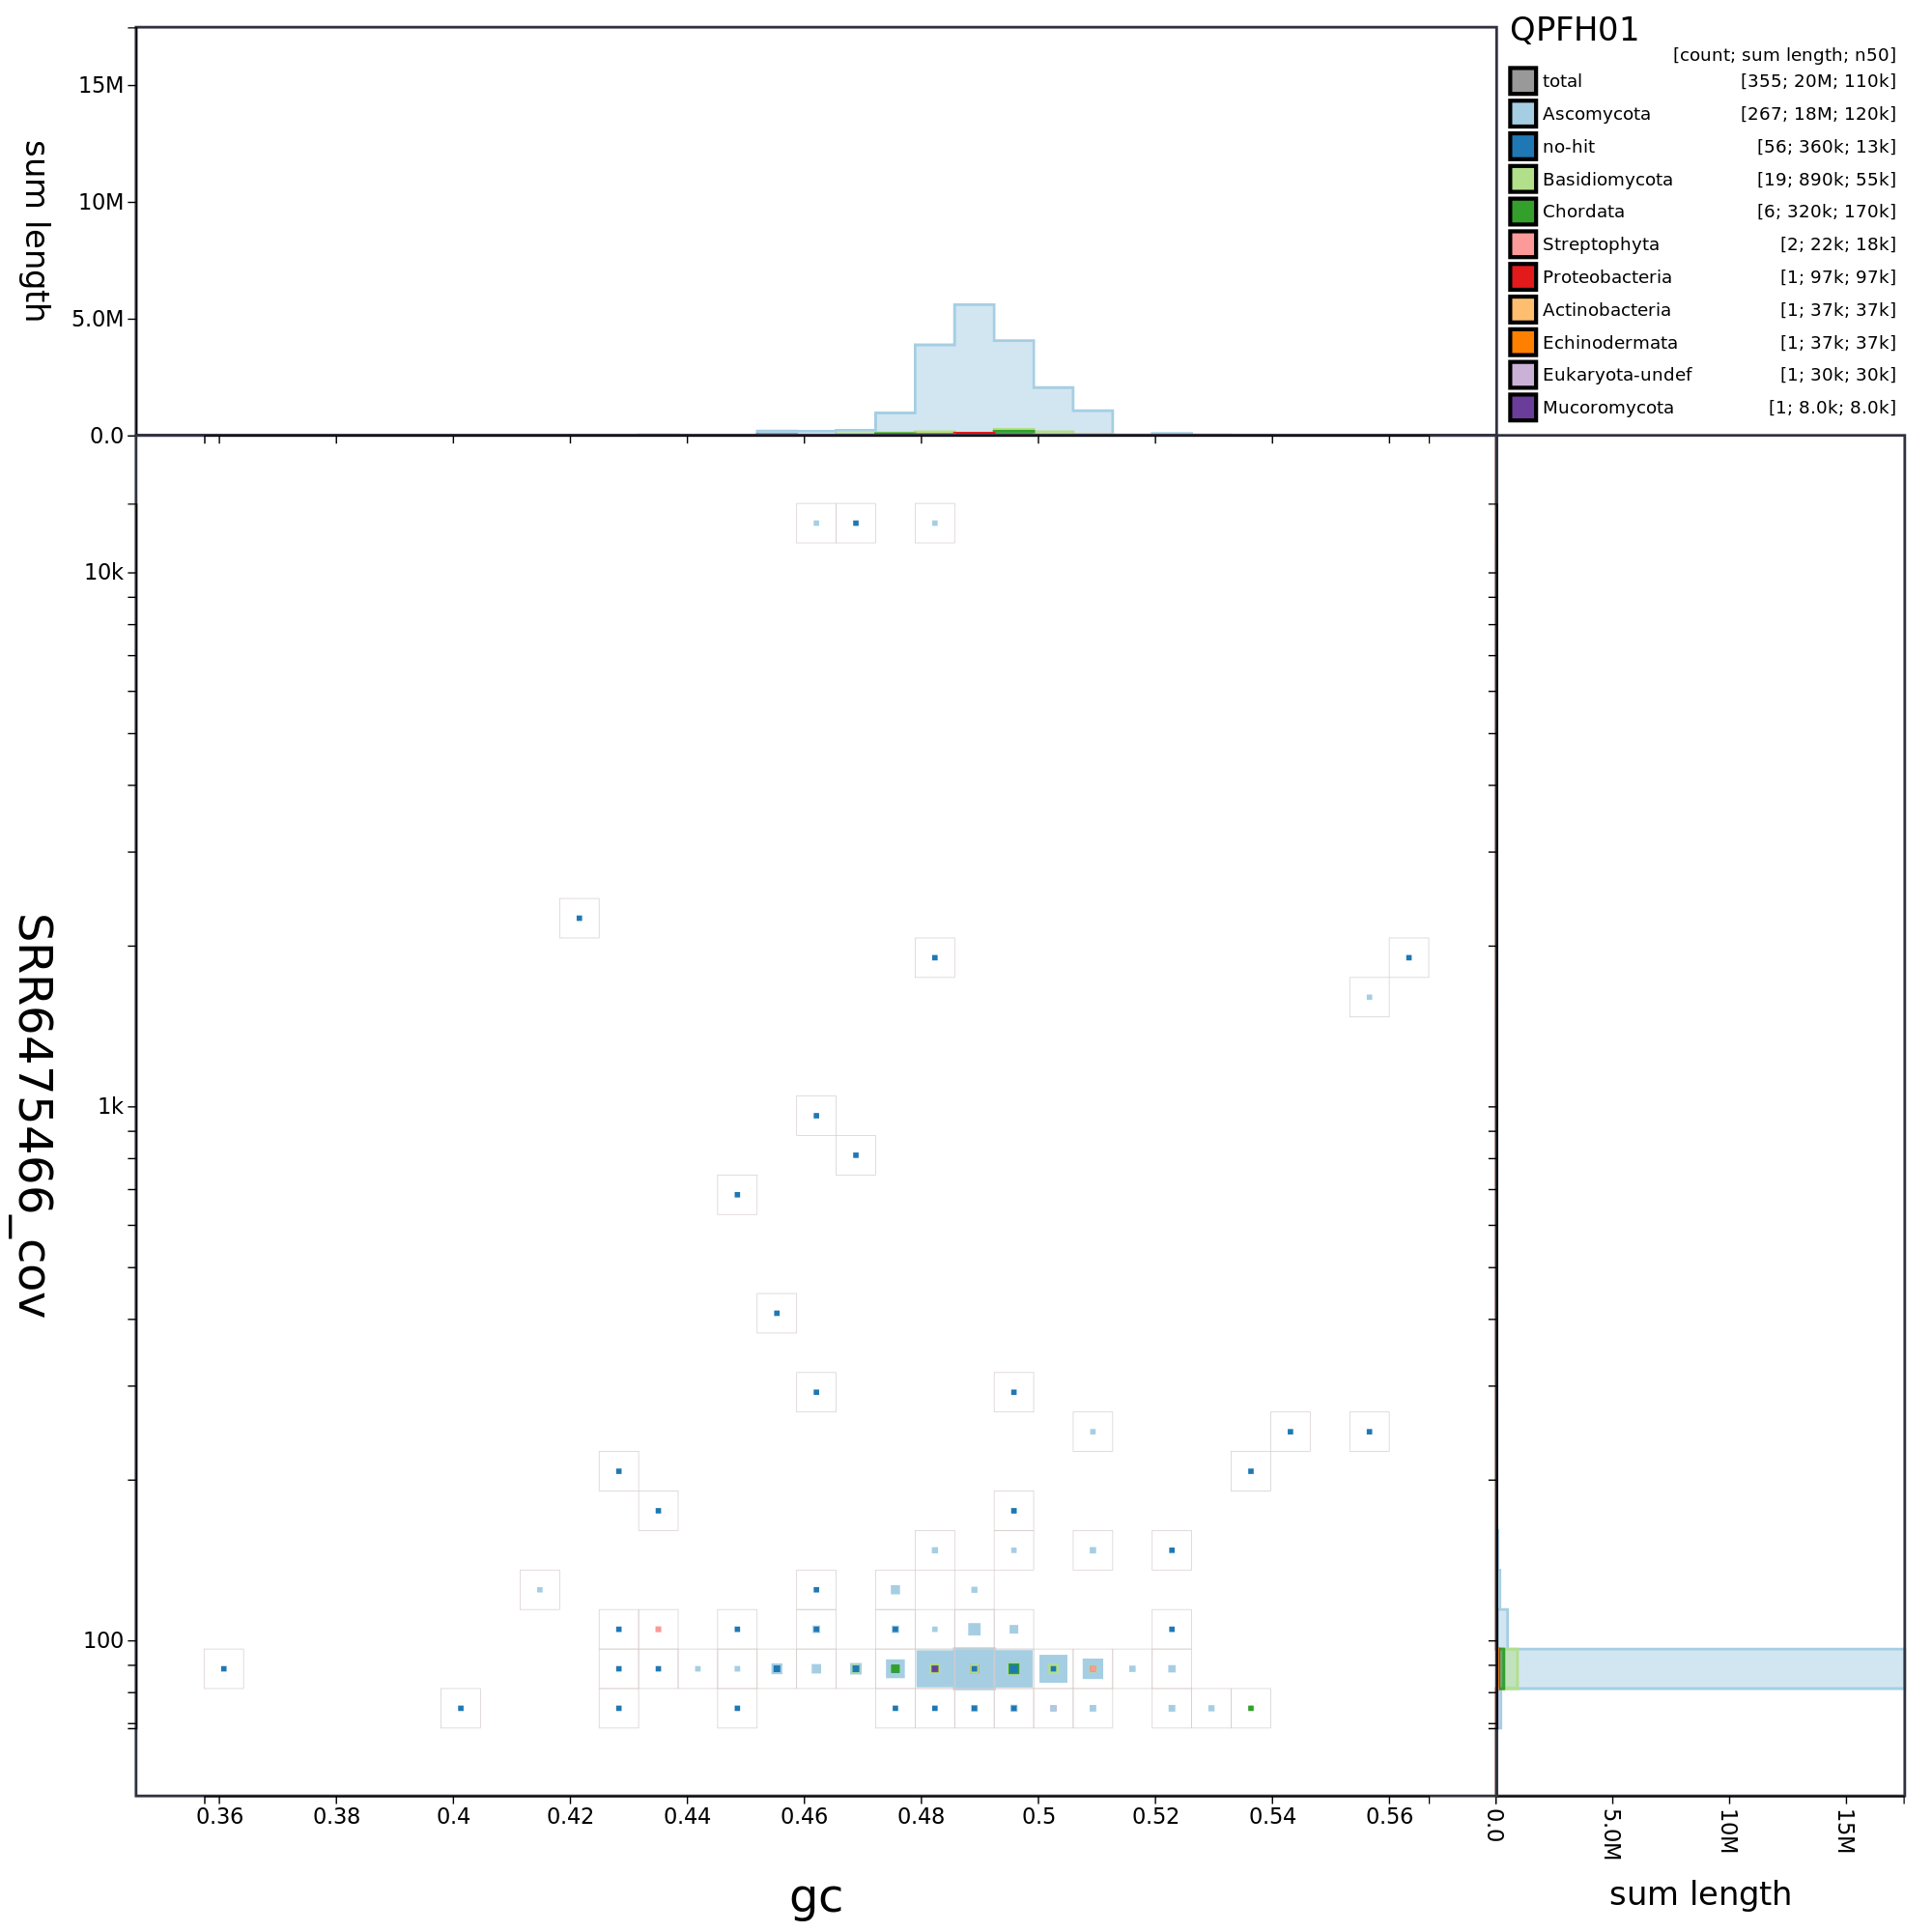 QPFH01
[count; sum length; n50]
total [355; 20M; 110k]
Ascomycota [267; 18M; 120k]
no-hit [56; 360k; 13k]
Basidiomycota [19; 890k; 55k]
Chordata [6; 320k; 170k]
Streptophyta [2; 22k; 18k]
Proteobacteria [1; 97k; 97k]
Actinobacteria [1; 37k; 37k]
Echinodermata [1; 37k; 37k]
Eukaryota-undef [1; 30k; 30k]
Mucoromycota [1; 8.0k; 8.0k]
sum length
15M
10M
5.0M
0.0
SRR6475466_cov
10k
1k
100
0.36 0.38 0.4 0.42 0.44 0.46 0.48 0.5 0.52 0.54 0.56
gc
0.0 5.0M 10M 15M
sum length